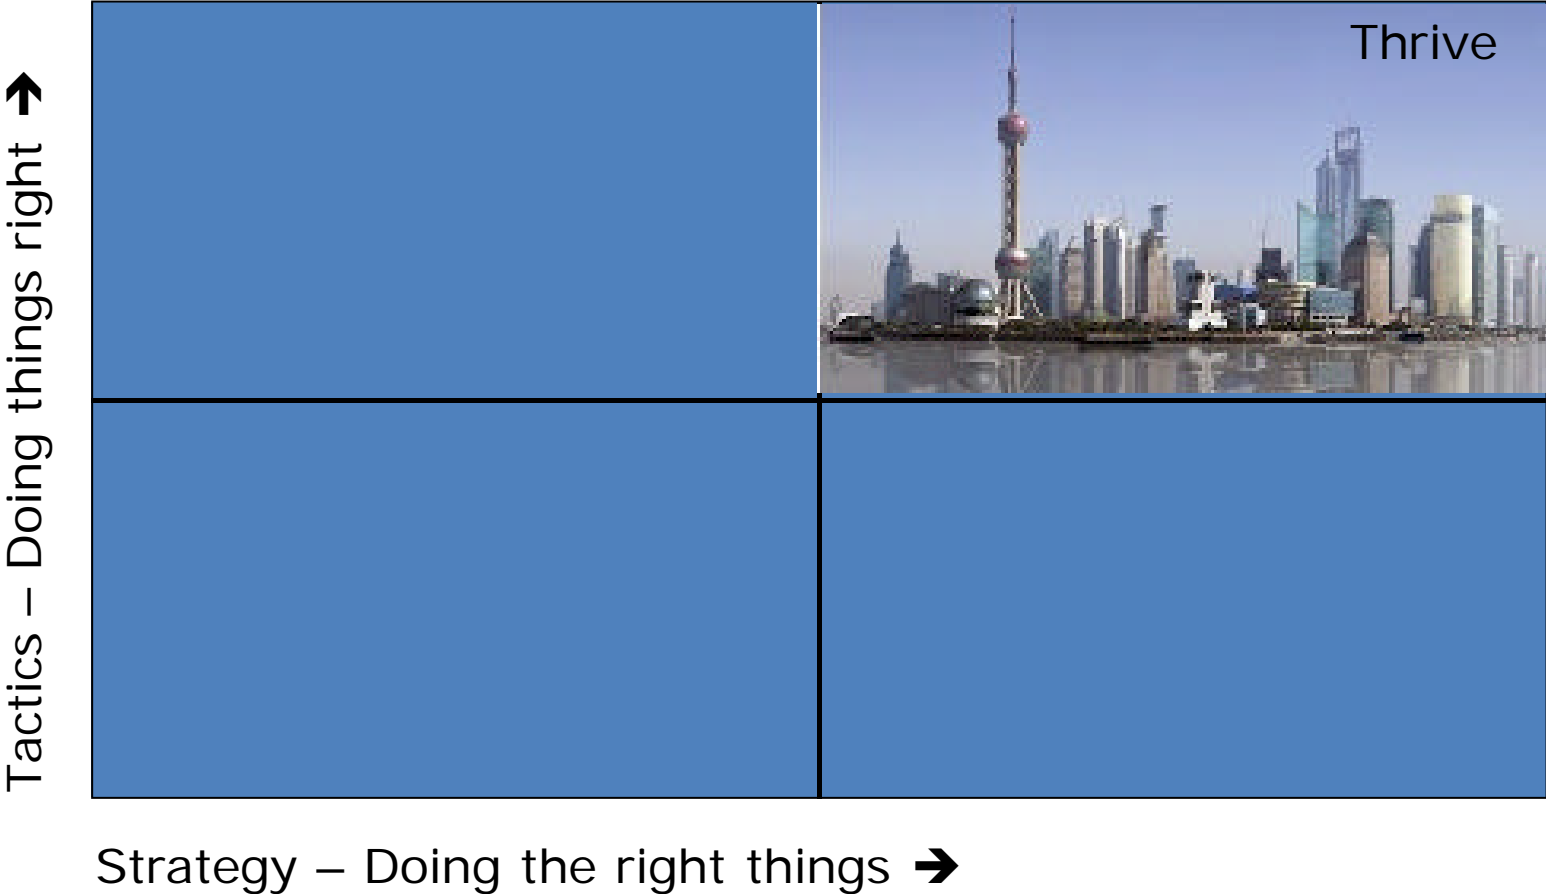 Thrive
Tactics – Doing things right ➔
Strategy – Doing the right things ➔